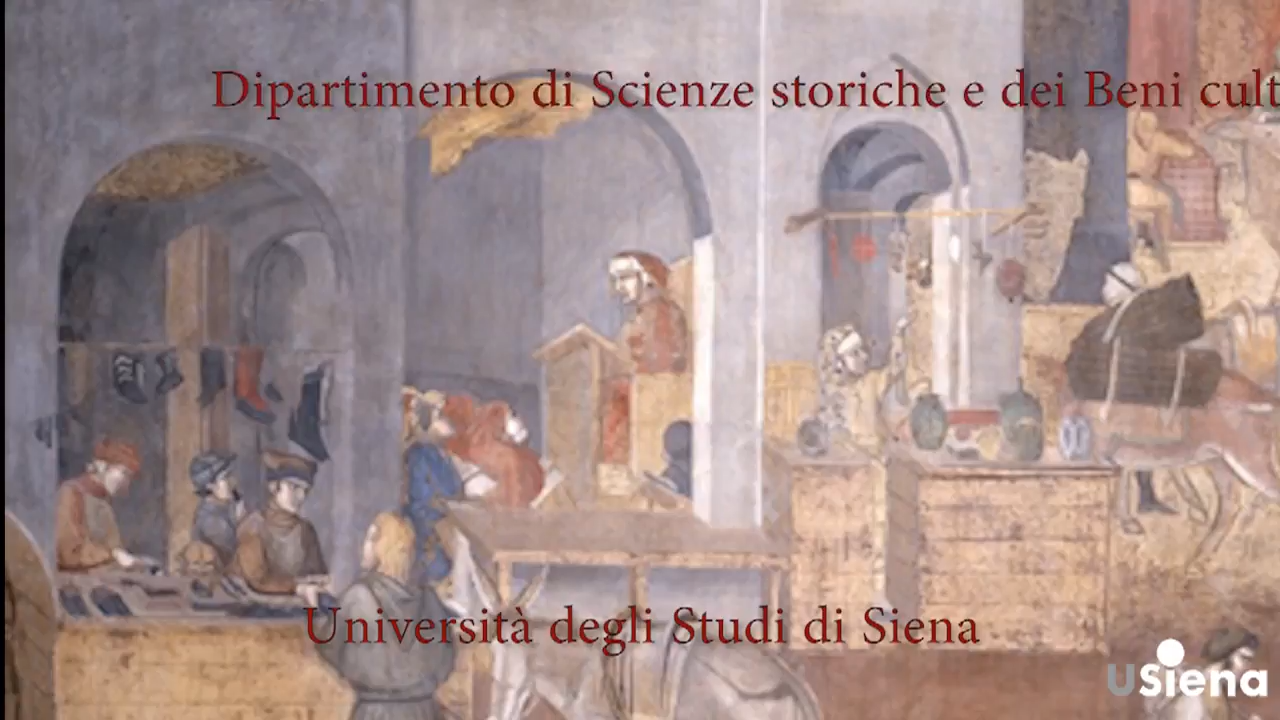 Dipartimento di Scienze storiche e dei Beni cult
Università degli Studi di Siena
USiena